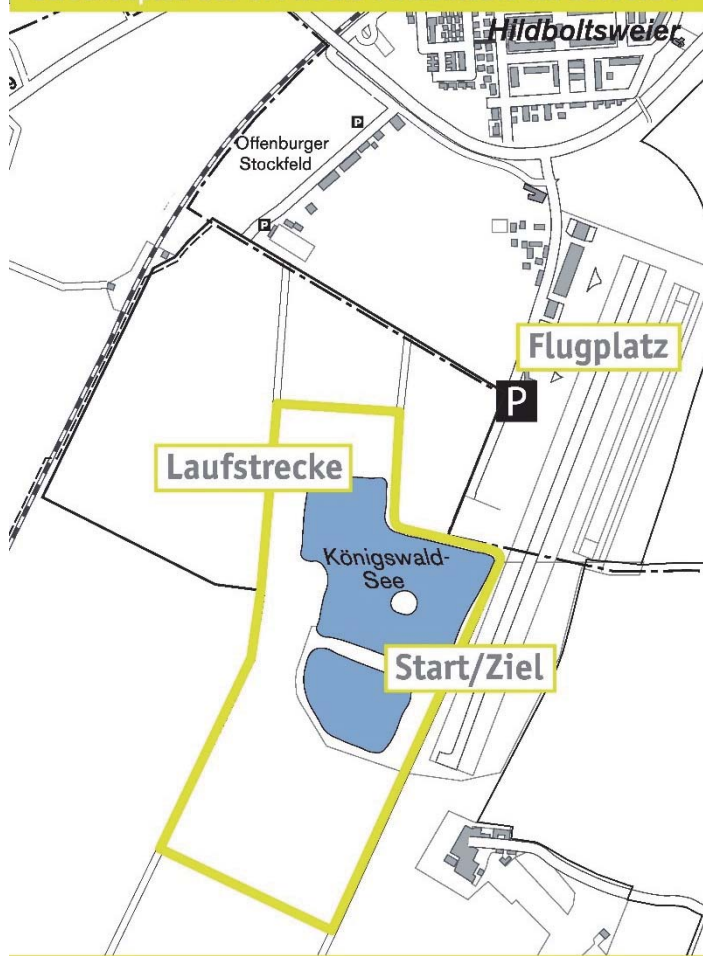 Hildboltsweier
P
Offenburger
Stockfeld
P
Flugplatz
P
Laufstrecke
Königswald-
See
Start/Ziel